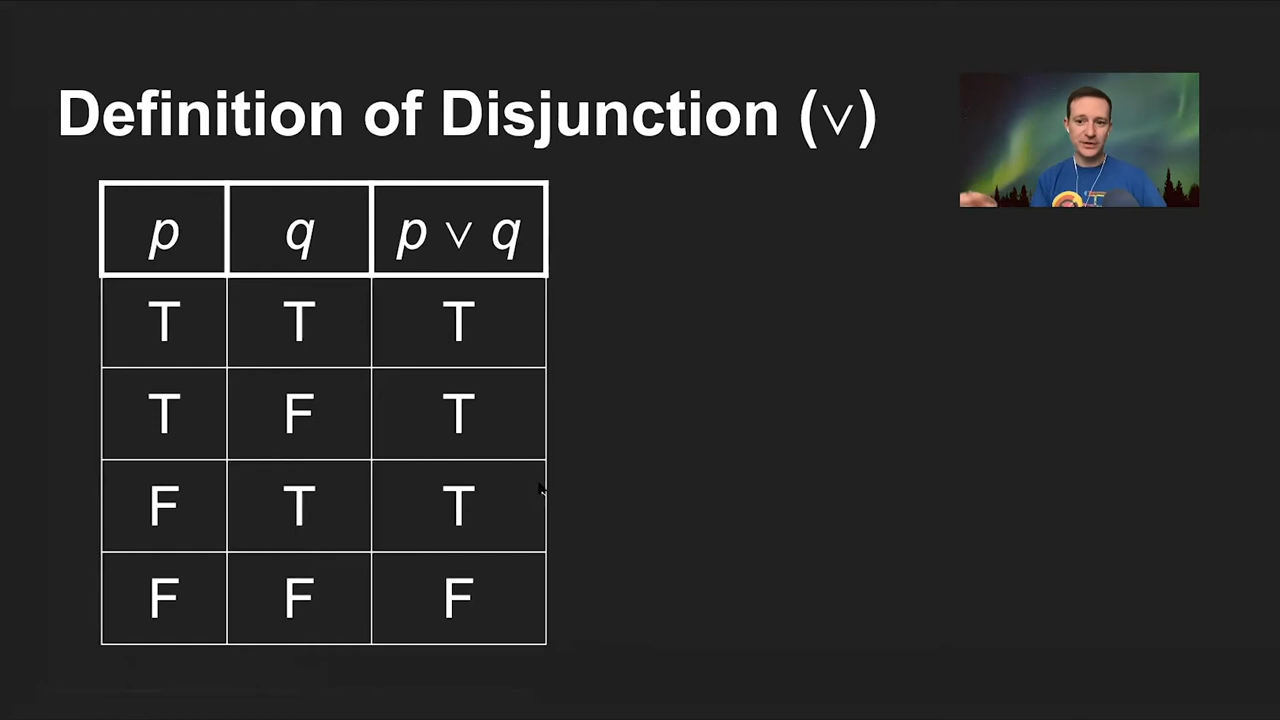 Definition of Disjunction (∨)
p q p ∨ q
T T T
T F T
F T T
F F F